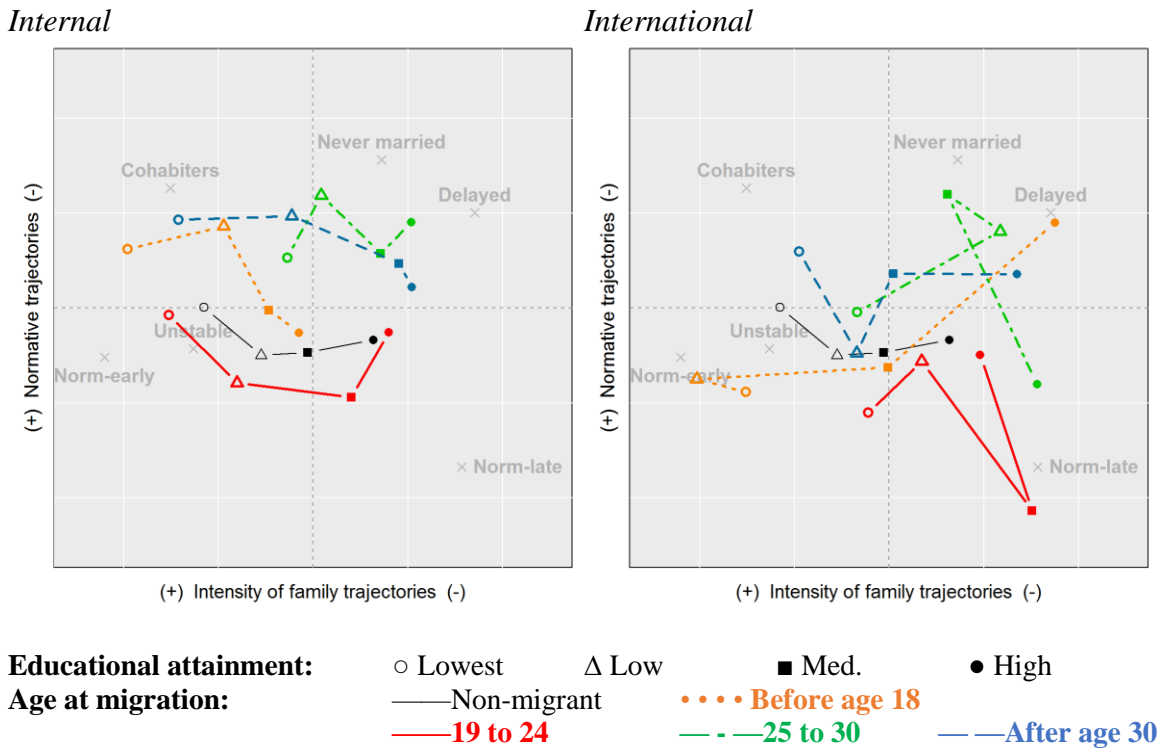 Internal
International
Never married
Cohabiters
Delayed
Unstable
Norm-early
Norm-late
(+) Normative trajectories (-)
(+) Intensity of family trajectories (-)
Never married
Cohabiters
Delayed
Unstable
Norm-early
Norm-late
(+) Normative trajectories (-)
(+) Intensity of family trajectories (-)
Educational attainment: ○ Lowest Δ Low ■ Med. ● High
Age at migration: Non-migrant Before age 18
19 to 24 25 to 30 After age 30